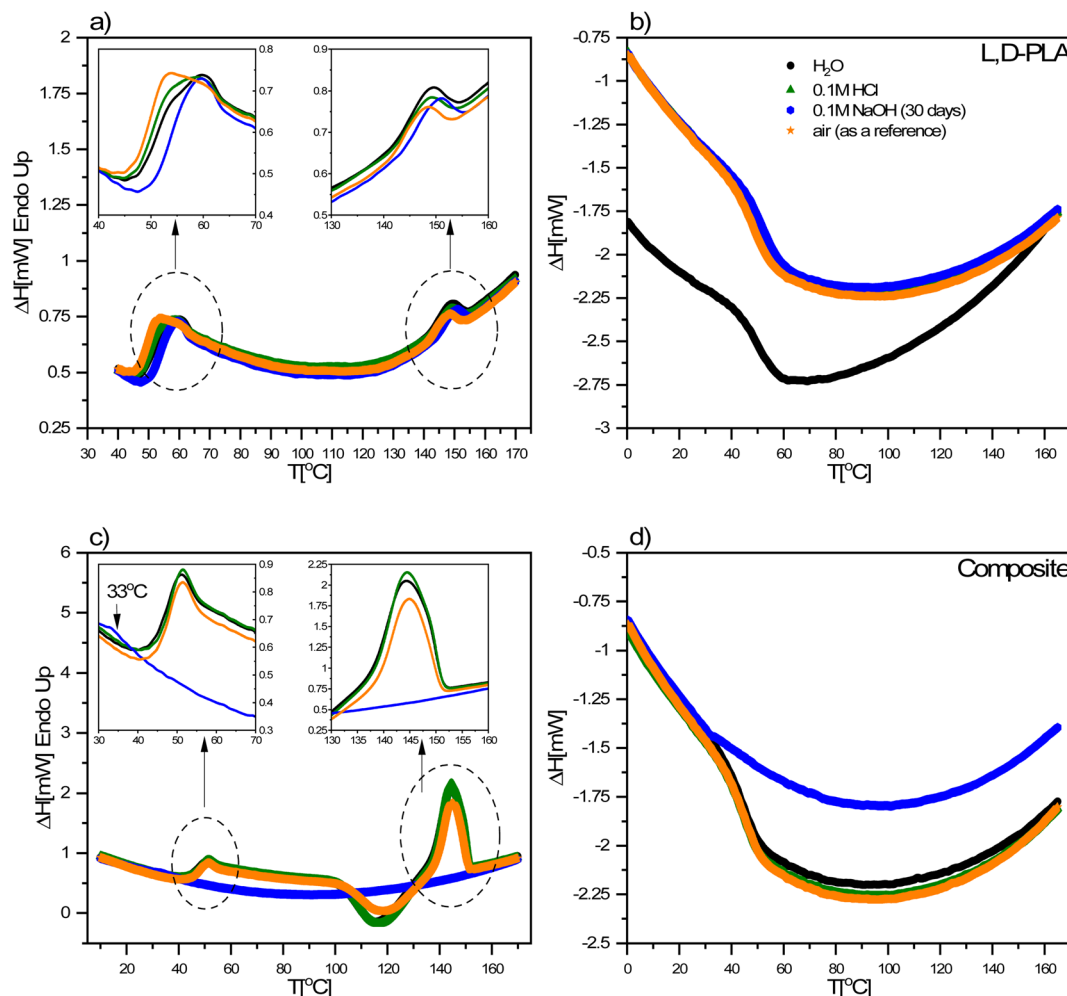 a)
2
1.75
1.5
1.25
1
0.75
0.5
0.25
ΔH[mW] Endo Up
0.8
0.7
0.6
0.5
0.4
40 50 60 70
0.9
0.8
0.7
0.6
0.5
130 140 150 160
30 40 50 60 70 80 90 100 110 120 130 140 150 160 170
T[°C]
b)
L,D-PLA
H₂O
0.1M HCl
0.1M NaOH (30 days)
air (as a reference)
-0.75
-1
-1.25
-1.5
-1.75
-2
-2.25
-2.5
-2.75
-3
ΔH[mW]
0 20 40 60 80 100 120 140 160
T[°C]
c)
6
5
4
3
2
1
0
ΔH[mW] Endo Up
33°C
0.9
0.8
0.7
0.6
0.5
0.4
0.3
30 40 50 60 70
2.25
2.00
1.75
1.50
1.25
1.00
0.75
0.50
0.25
130 135 140 145 150 155 160
20 40 60 80 100 120 140 160
T[°C]
d)
Composite
-0.5
-0.75
-1
-1.25
-1.5
-1.75
-2
-2.25
-2.5
ΔH[mW]
0 20 40 60 80 100 120 140 160
T[°C]